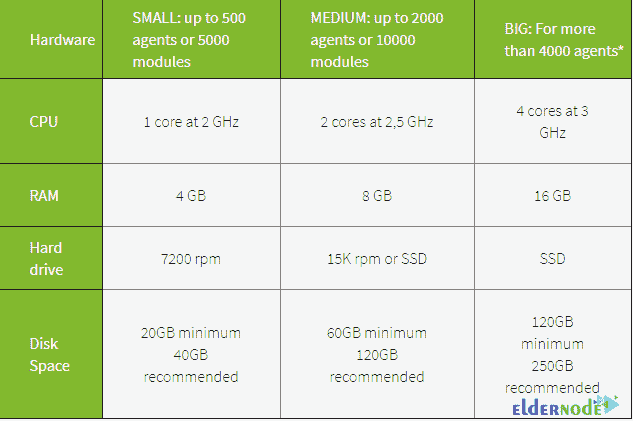 Hardware
SMALL: up to 500
agents or 5000
modules
MEDIUM: up to 2000
agents or 10000
modules
BIG: For more
than 4000 agents*
CPU
1 core at 2 GHz
2 cores at 2,5 GHz
4 cores at 3
GHz
RAM
4 GB
8 GB
16 GB
Hard
drive
7200 rpm
15K rpm or SSD
SSD
Disk
Space
20GB minimum
40GB
recommended
60GB minimum
120GB
recommended
120GB
minimum
250GB
recommended
ELDERNODE